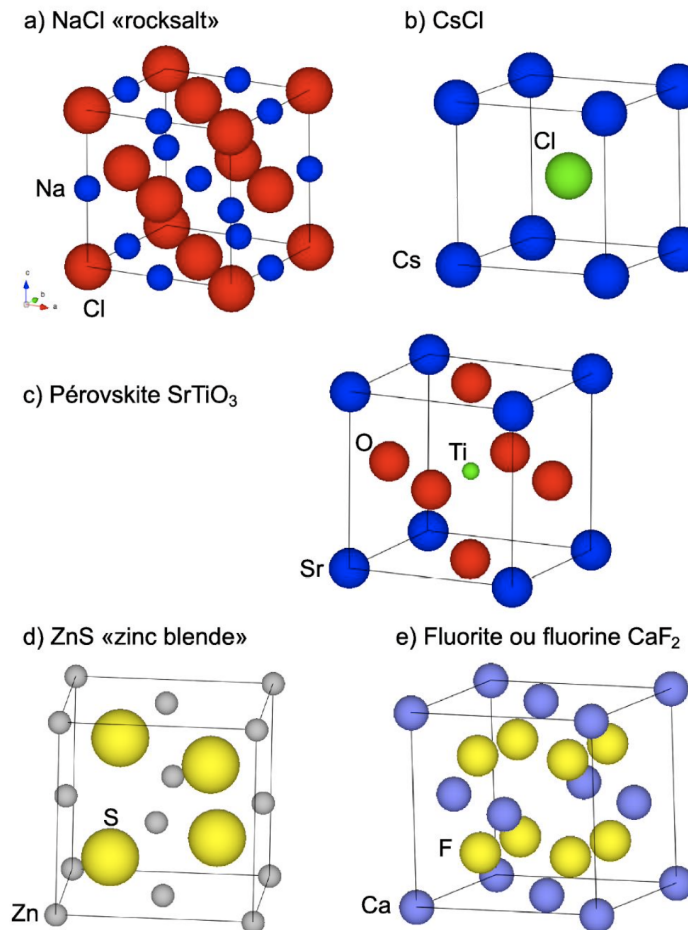 a) NaCl «rocksalt»
b) CsCl
Na
Cl
c
b
a
Cl
Cs
c) Pérovskite SrTiO3
O
Ti
Sr
d) ZnS «zinc blende»
e) Fluorite ou fluorine CaF2
S
Zn
F
Ca